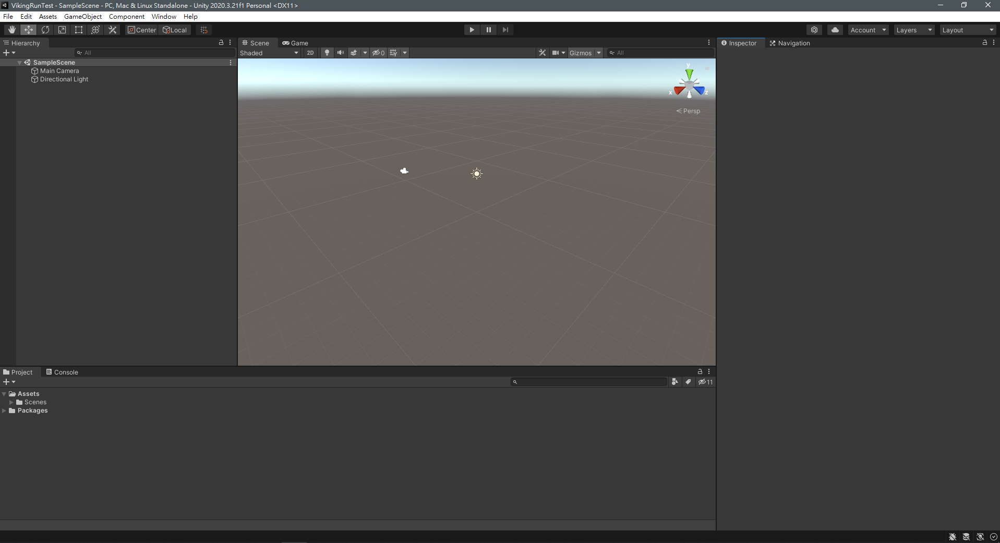 VikingRunTest - SampleScene - PC, Mac & Linux Standalone - Unity 2020.3.21f1 Personal <DX11>
File Edit Assets GameObject Component Window Help
Center Local Account Layers Layout
Hierarchy
All
SampleScene
Main Camera
Directional Light
Scene Game
Shaded 2D 0 Gizmos All
y
x z
Persp
Inspector Navigation
Project Console
11
Assets
Scenes
Packages